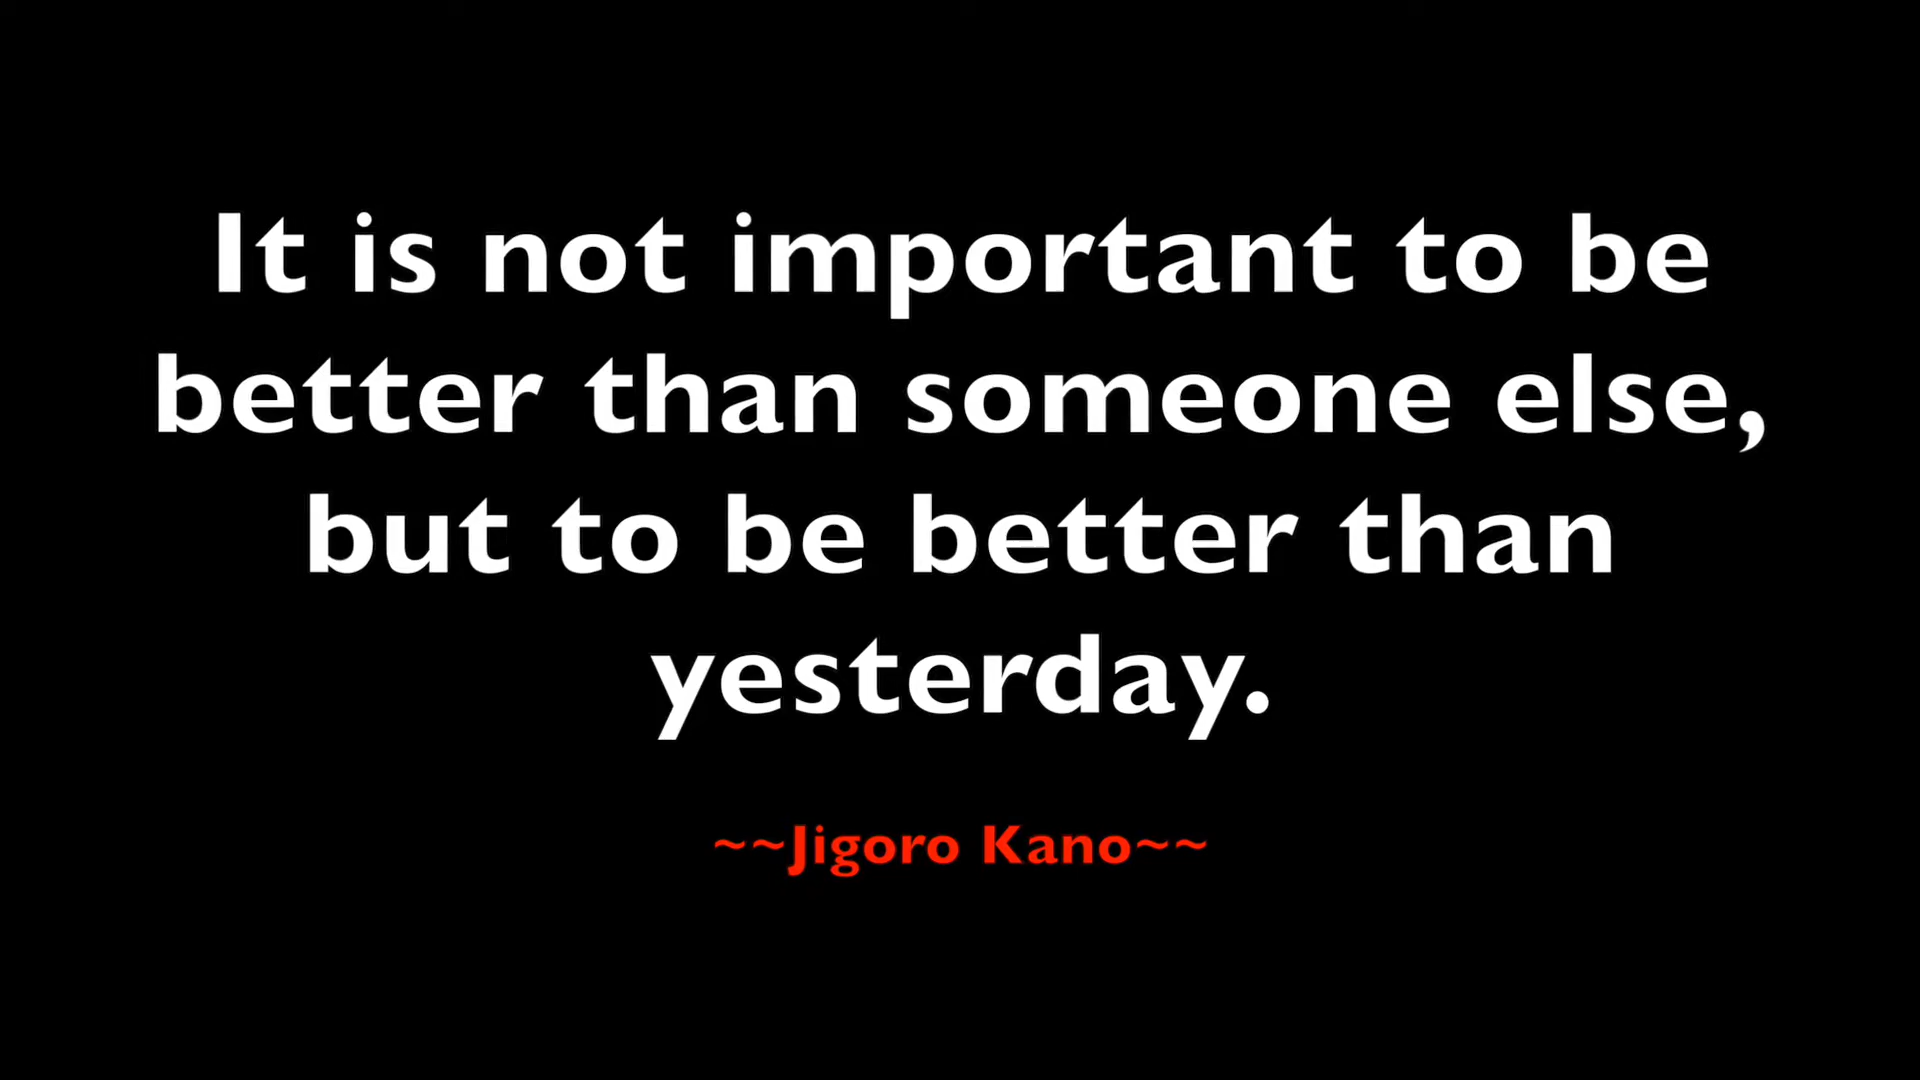 It is not important to be
better than someone else,
but to be better than
yesterday.
~~Jigoro Kano~~